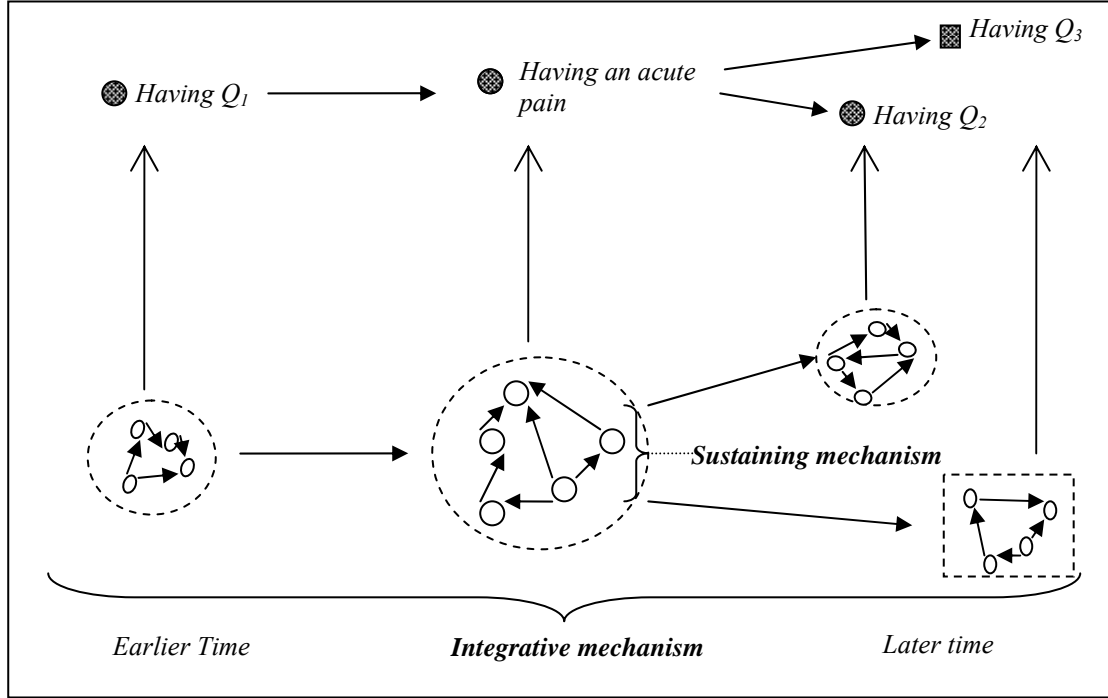 Having Q3
Having Q1
Having an acute
pain
Having Q2
Sustaining mechanism
Earlier Time
Integrative mechanism
Later time